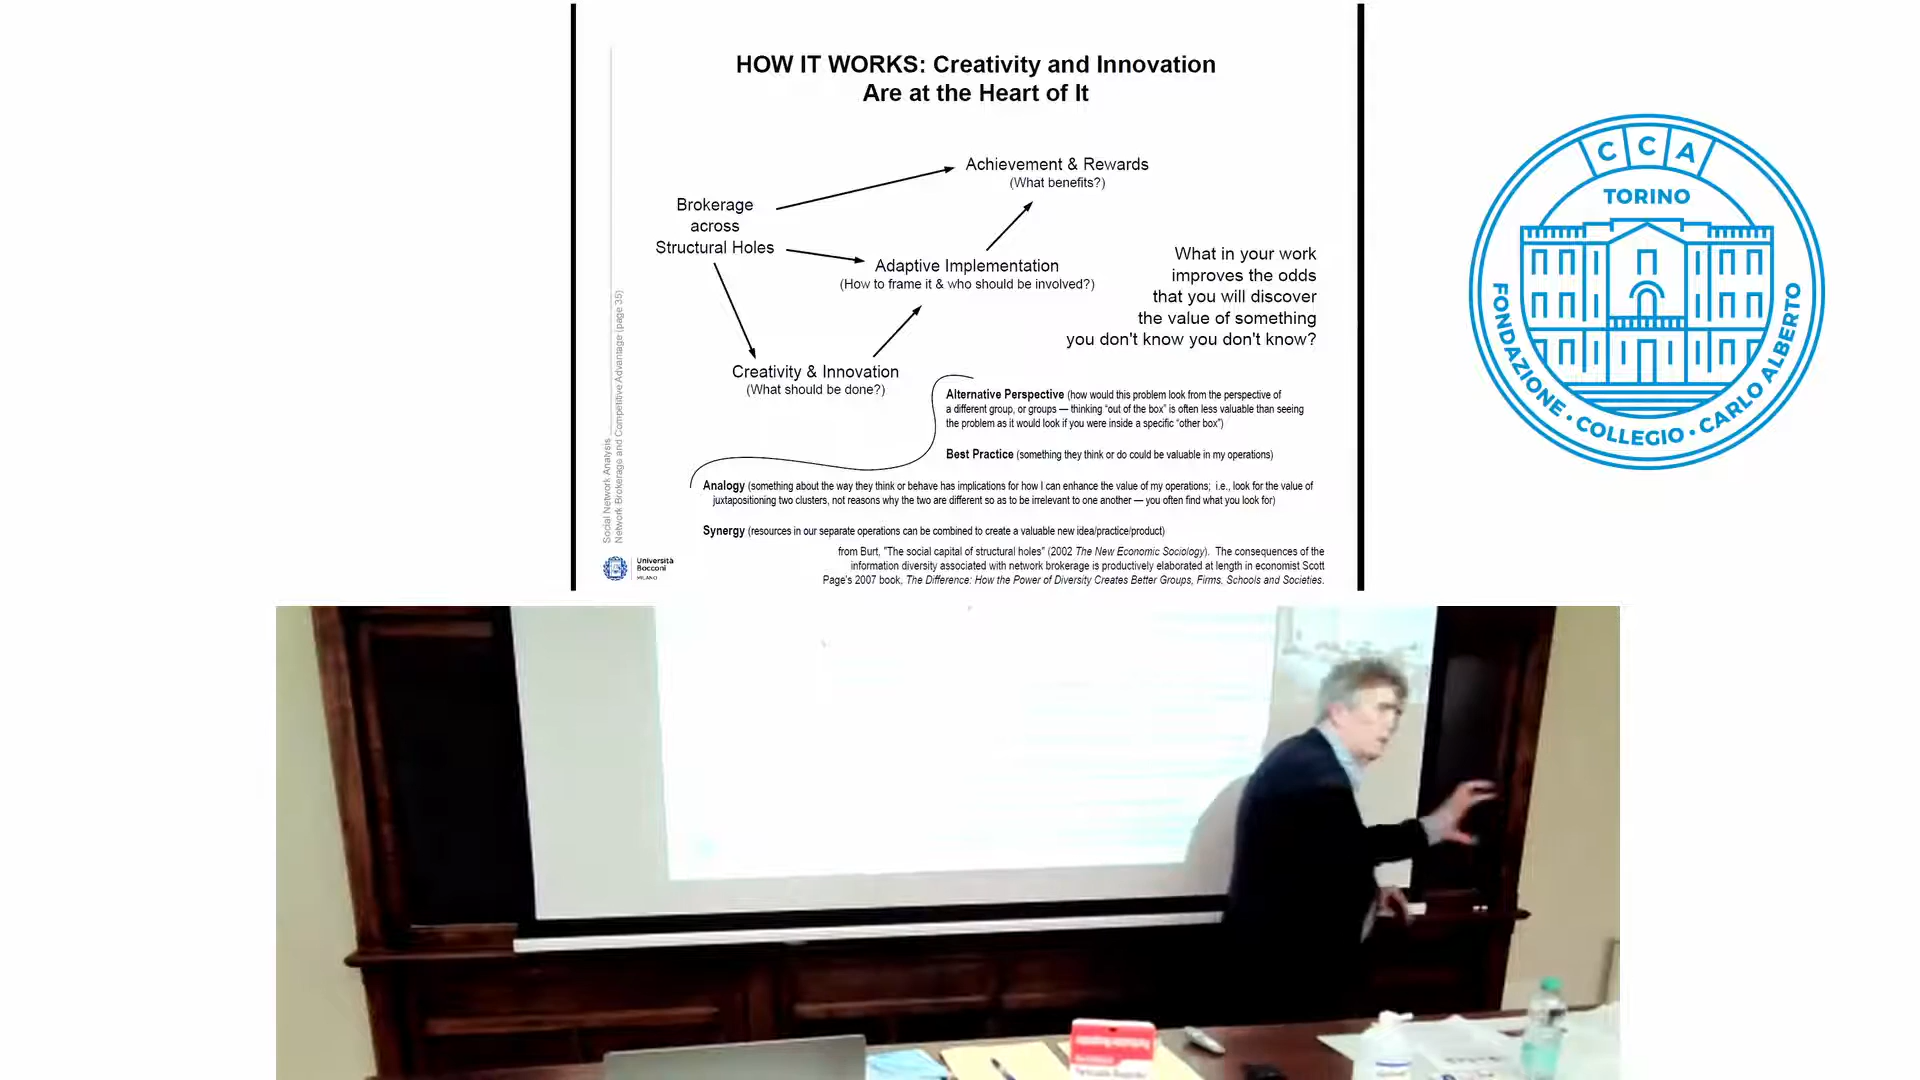 HOW IT WORKS: Creativity and Innovation
Are at the Heart of It
Achievement & Rewards
(What benefits?)
Brokerage
across
Structural Holes
Adaptive Implementation
(How to frame it & who should be involved?)
What in your work
improves the odds
that you will discover
the value of something
you don't know you don't know?
Creativity & Innovation
(What should be done?)
Alternative Perspective (how would this problem look from the perspective of
a different group, or groups — thinking "out of the box" is often less valuable than seeing
the problem as it would look if you were inside a specific "other box")
Best Practice (something they think or do could be valuable in my operations)
Analogy (something about the way they think or behave has implications for how I can enhance the value of my operations; i.e., look for the value of
juxtapositioning two clusters, not reasons why the two are different so as to be irrelevant to one another — you often find what you look for)
Synergy (resources in our separate operations can be combined to create a valuable new idea/practice/product)
from Burt, "The social capital of structural holes" (2002 The New Economic Sociology). The consequences of the
information diversity associated with network brokerage is productively elaborated at length in economist Scott
Page's 2007 book, The Difference: How the Power of Diversity Creates Better Groups, Firms, Schools and Societies.
Social Network Analysis
Network Brokerage and Competitive Advantage (page 35)
Università
Bocconi
MILANO
CCA
TORINO
FONDAZIONE • COLLEGIO • CARLO ALBERTO